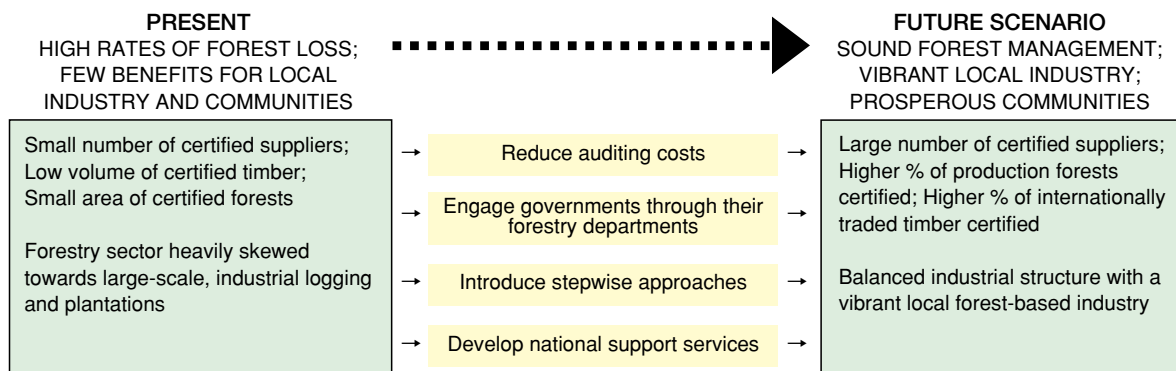 PRESENT
HIGH RATES OF FOREST LOSS;
FEW BENEFITS FOR LOCAL
INDUSTRY AND COMMUNITIES
FUTURE SCENARIO
SOUND FOREST MANAGEMENT;
VIBRANT LOCAL INDUSTRY;
PROSPEROUS COMMUNITIES
Small number of certified suppliers;
Low volume of certified timber;
Small area of certified forests
Forestry sector heavily skewed
towards large-scale, industrial logging
and plantations
→ Reduce auditing costs →
→ Engage governments through their →
forestry departments
→ Introduce stepwise approaches →
→ Develop national support services →
Large number of certified suppliers;
Higher % of production forests
certified; Higher % of internationally
traded timber certified
Balanced industrial structure with a
vibrant local forest-based industry